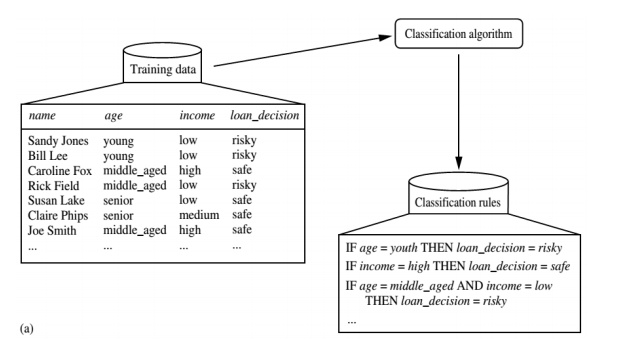 Classification algorithm
Training data
name age income loan_decision
Sandy Jones young low risky
Bill Lee young low risky
Caroline Fox middle_aged high safe
Rick Field middle_aged low risky
Susan Lake senior low safe
Claire Phips senior medium safe
Joe Smith middle_aged high safe
... ... ... ...
Classification rules
IF age = youth THEN loan_decision = risky
IF income = high THEN loan_decision = safe
IF age = middle_aged AND income = low
THEN loan_decision = risky
...
(a)